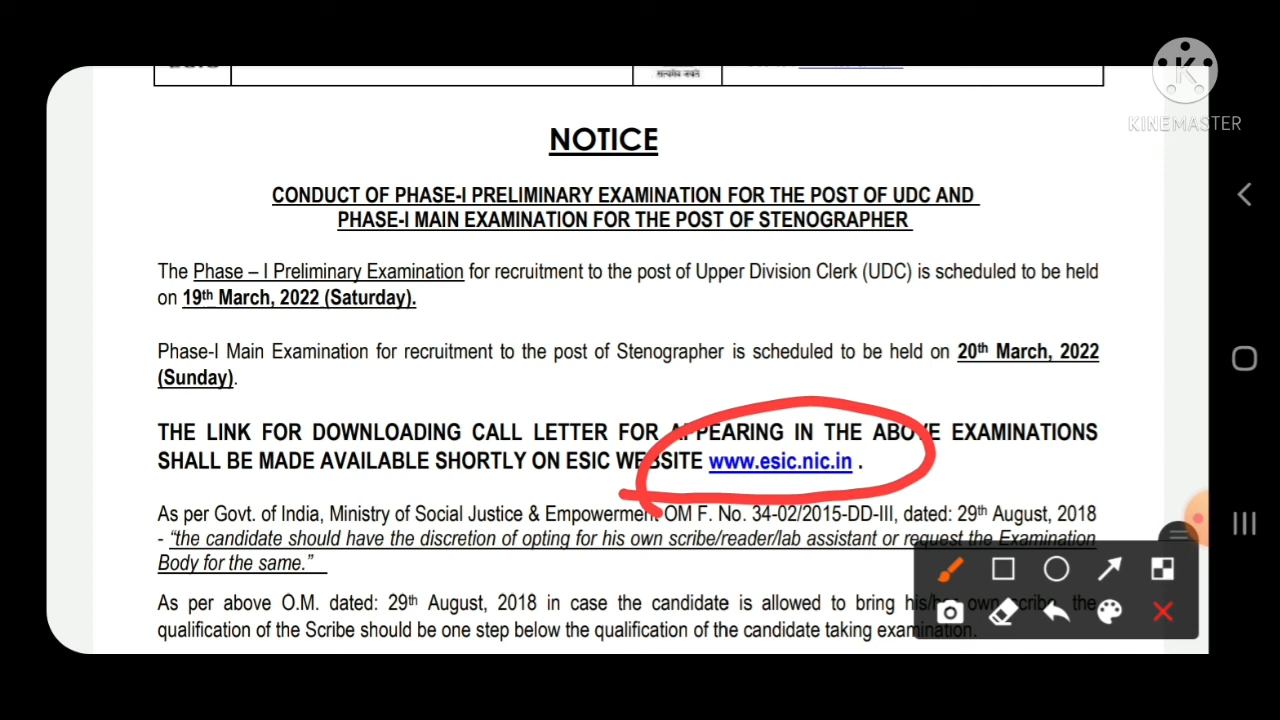 सत्यमेव जयते
KINEMASTER
NOTICE
CONDUCT OF PHASE-I PRELIMINARY EXAMINATION FOR THE POST OF UDC AND
PHASE-I MAIN EXAMINATION FOR THE POST OF STENOGRAPHER
The Phase – I Preliminary Examination for recruitment to the post of Upper Division Clerk (UDC) is scheduled to be held
on 19th March, 2022 (Saturday).
Phase-I Main Examination for recruitment to the post of Stenographer is scheduled to be held on 20th March, 2022
(Sunday).
THE LINK FOR DOWNLOADING CALL LETTER FOR APPEARING IN THE ABOVE EXAMINATIONS
SHALL BE MADE AVAILABLE SHORTLY ON ESIC WEBSITE www.esic.nic.in .
As per Govt. of India, Ministry of Social Justice & Empowerment OM F. No. 34-02/2015-DD-III, dated: 29th August, 2018
- “the candidate should have the discretion of opting for his own scribe/reader/lab assistant or request the Examination
Body for the same.”
As per above O.M. dated: 29th August, 2018 in case the candidate is allowed to bring his/her own scribe, the
qualification of the Scribe should be one step below the qualification of the candidate taking examination.